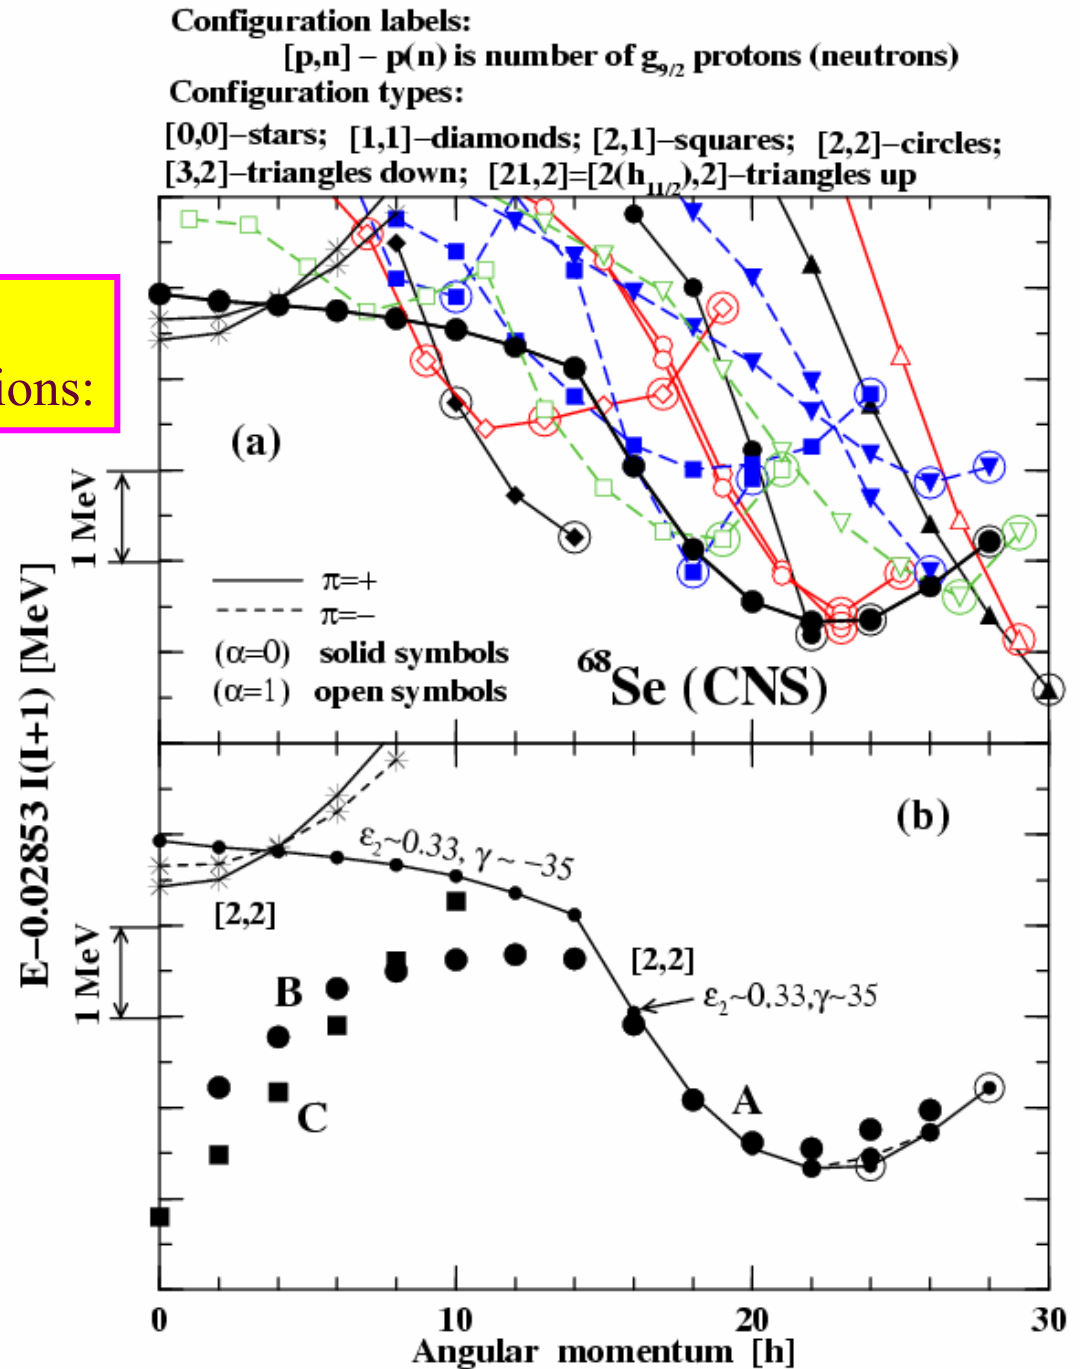 Configuration labels:
[p,n] − p(n) is number of g9/2 protons (neutrons)
Configuration types:
[0,0]−stars; [1,1]−diamonds; [2,1]−squares; [2,2]−circles;
[3,2]−triangles down; [21,2]=[2(h11/2),2]−triangles up
ions:
(a)
1 MeV
π=+
π=−
(α=0) solid symbols
(α=1) open symbols
68Se (CNS)
E−0.02853 I(I+1) [MeV]
(b)
ε2~0.33, γ ~ −35
[2,2]
1 MeV
[2,2]
B
ε2~0.33,γ~35
A
C
0 10 20 30
Angular momentum [h]